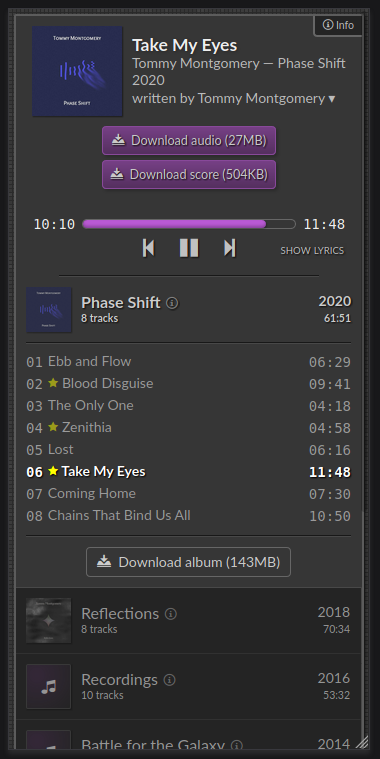 Info
TOMMY MONTGOMERY
PHASE SHIFT
Take My Eyes
Tommy Montgomery — Phase Shift
2020
written by Tommy Montgomery ▾
Download audio (27MB)
Download score (504KB)
10:10 11:48
SHOW LYRICS
Phase Shift 2020
8 tracks 61:51
01 Ebb and Flow 06:29
02 ★ Blood Disguise 09:41
03 The Only One 04:18
04 ★ Zenithia 04:58
05 Lost 06:16
06 ★ Take My Eyes 11:48
07 Coming Home 07:30
08 Chains That Bind Us All 10:50
Download album (143MB)
Reflections 2018
8 tracks 70:34
Recordings 2016
10 tracks 53:32
Battle for the Galaxy 2014